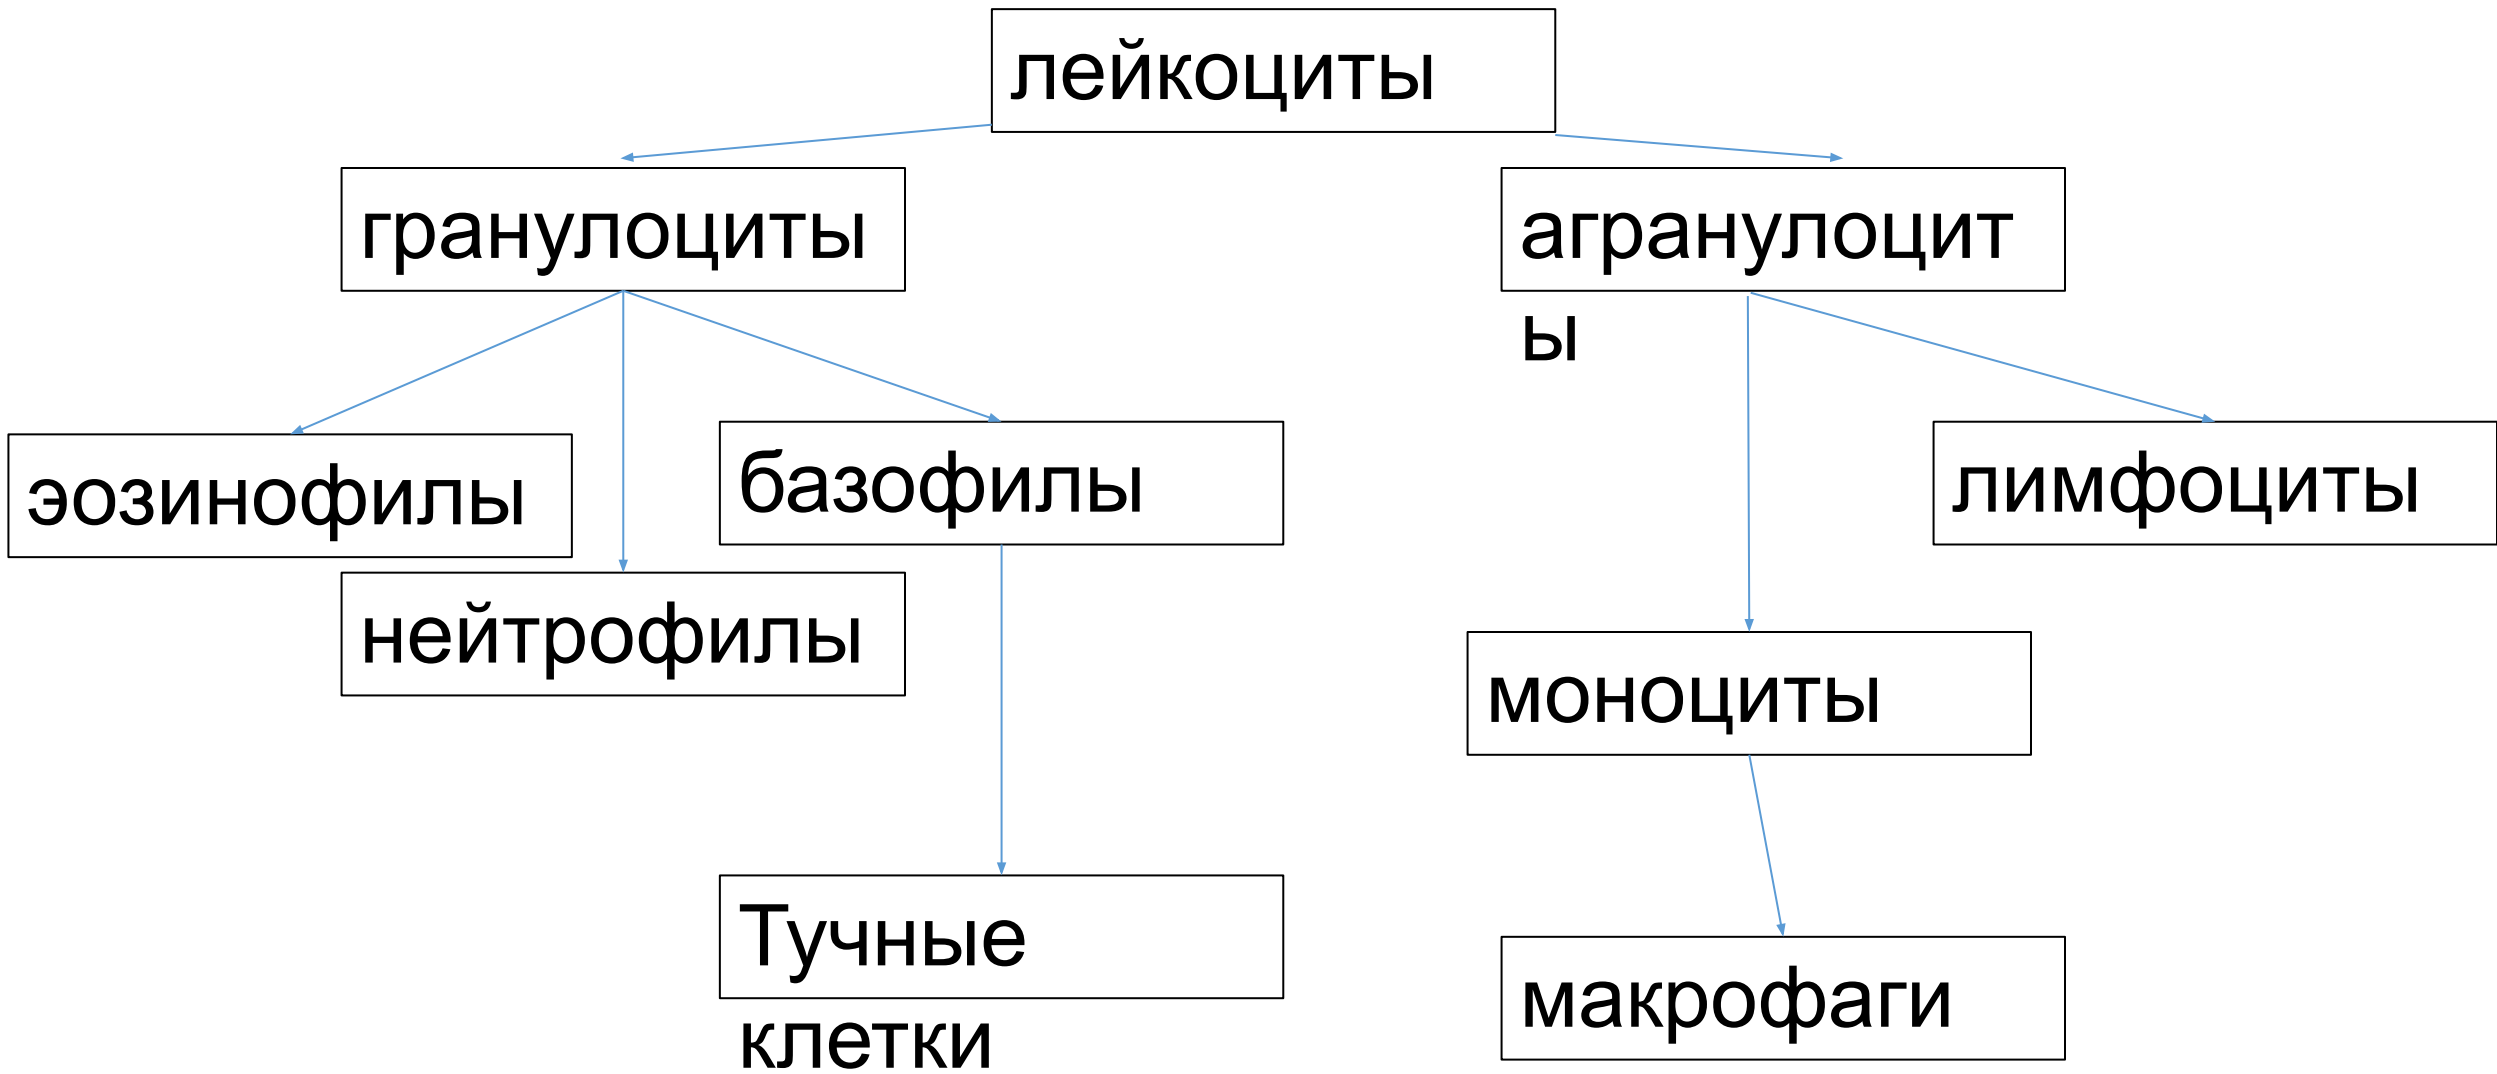 лейкоциты
гранулоциты
агранулоцит
ы
эозинофилы
базофилы
лимфоциты
нейтрофилы
моноциты
Тучные
клетки
макрофаги